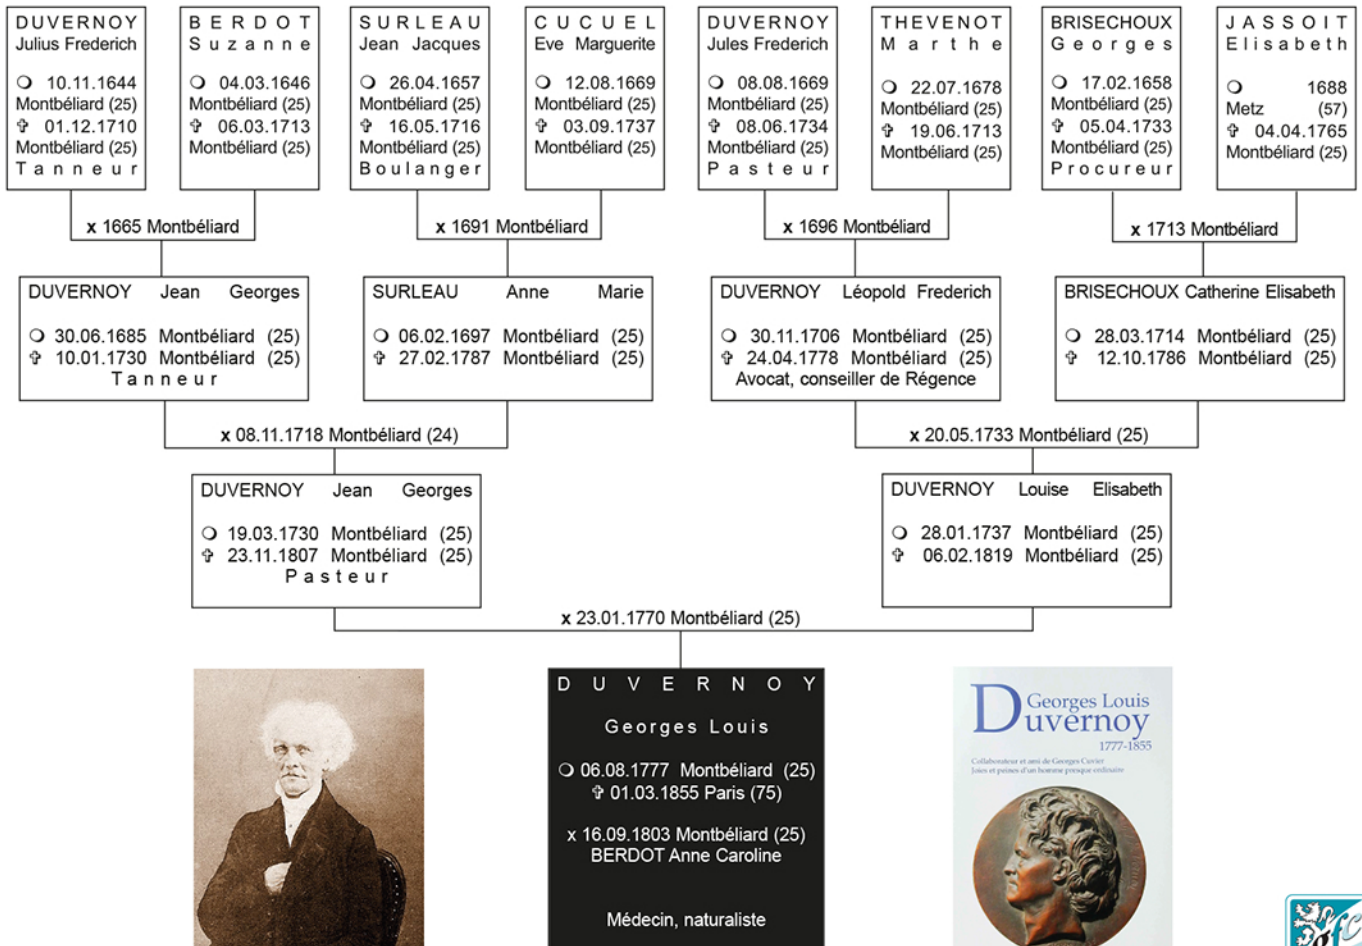 DUVERNOY
Julius Frederich
10.11.1644
Montbéliard (25)
✞ 01.12.1710
Montbéliard (25)
Tanneur
BERDOT
Suzanne
04.03.1646
Montbéliard (25)
✞ 06.03.1713
Montbéliard (25)
SURLEAU
Jean Jacques
26.04.1657
Montbéliard (25)
✞ 16.05.1716
Montbéliard (25)
Boulanger
CUCUEL
Eve Marguerite
12.08.1669
Montbéliard (25)
✞ 03.09.1737
Montbéliard (25)
DUVERNOY
Jules Frederich
08.08.1669
Montbéliard (25)
✞ 08.06.1734
Montbéliard (25)
Pasteur
THEVENOT
Marthe
22.07.1678
Montbéliard (25)
✞ 19.06.1713
Montbéliard (25)
BRISECHOUX
Georges
17.02.1658
Montbéliard (25)
✞ 05.04.1733
Montbéliard (25)
Procureur
JASSOIT
Elisabeth
1688
Metz (57)
✞ 04.04.1765
Montbéliard (25)
x 1665 Montbéliard
x 1691 Montbéliard
x 1696 Montbéliard
x 1713 Montbéliard
DUVERNOY Jean Georges
30.06.1685 Montbéliard (25)
✞ 10.01.1730 Montbéliard (25)
Tanneur
SURLEAU Anne Marie
06.02.1697 Montbéliard (25)
✞ 27.02.1787 Montbéliard (25)
DUVERNOY Léopold Frederich
30.11.1706 Montbéliard (25)
✞ 24.04.1778 Montbéliard (25)
Avocat, conseiller de Régence
BRISECHOUX Catherine Elisabeth
28.03.1714 Montbéliard (25)
✞ 12.10.1786 Montbéliard (25)
x 08.11.1718 Montbéliard (24)
x 20.05.1733 Montbéliard (25)
DUVERNOY Jean Georges
19.03.1730 Montbéliard (25)
✞ 23.11.1807 Montbéliard (25)
Pasteur
DUVERNOY Louise Elisabeth
28.01.1737 Montbéliard (25)
✞ 06.02.1819 Montbéliard (25)
x 23.01.1770 Montbéliard (25)
DUVERNOY
Georges Louis
06.08.1777 Montbéliard (25)
✞ 01.03.1855 Paris (75)
x 16.09.1803 Montbéliard (25)
BERDOT Anne Caroline
Médecin, naturaliste
Georges Louis
Duvernoy
1777-1855
Collaborateur et ami de Georges Cuvier
Joies et peines d'un homme presque ordinaire